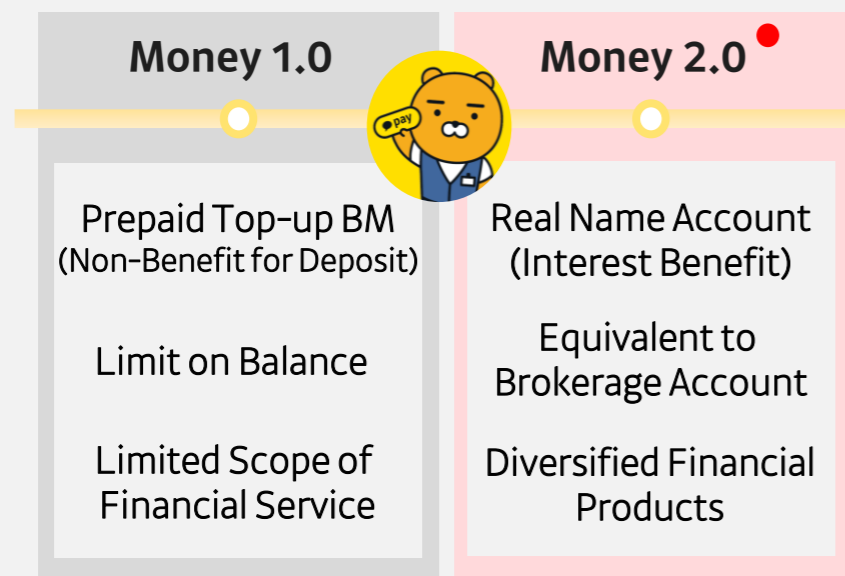 Money 1.0
Money 2.0
pay
Prepaid Top-up BM
(Non-Benefit for Deposit)
Limit on Balance
Limited Scope of
Financial Service
Real Name Account
(Interest Benefit)
Equivalent to
Brokerage Account
Diversified Financial
Products